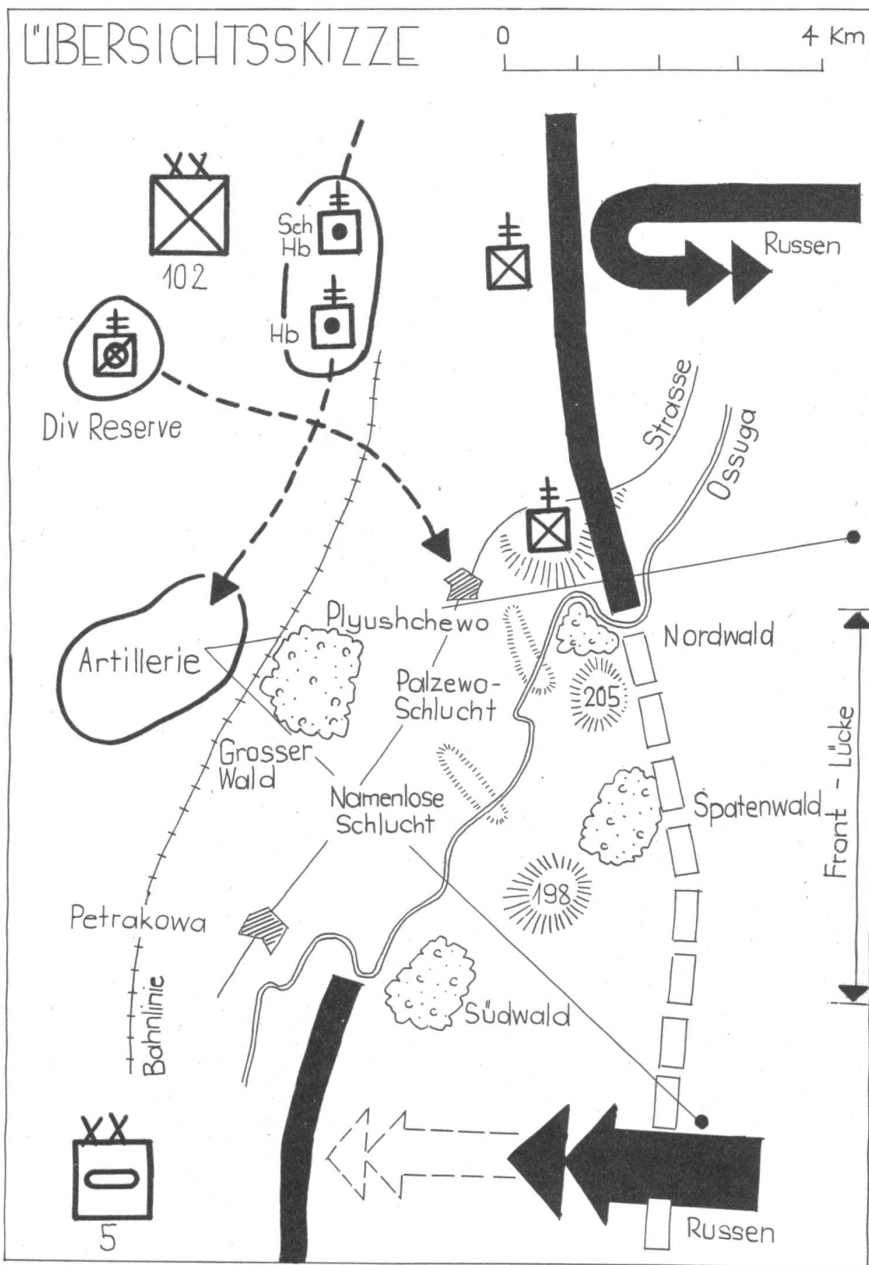 ÜBERSICHTSSKIZZE
0 4 Km
102
Sch
Hb
Hb
Russen
Div Reserve
Strasse
Ossuga
Plyushchewo
Nordwald
Artillerie
Palzewo-
Schlucht
205
Grosser
Wald
Namenlose
Schlucht
Spatenwald
Front - Lücke
198
Petrakowa
Bahnlinie
Südwald
5
Russen